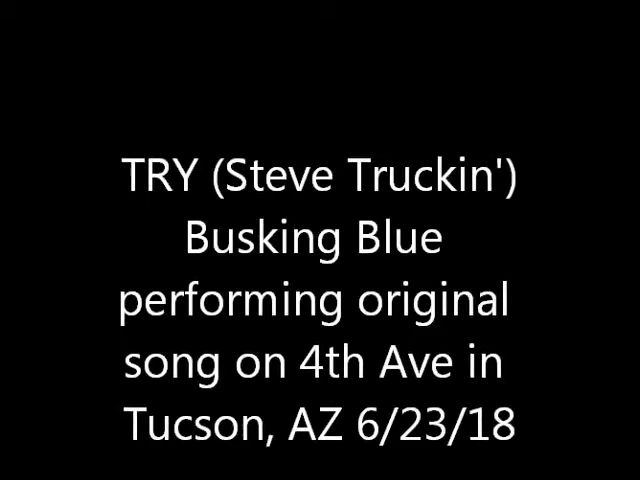 TRY (Steve Truckin')
Busking Blue
performing original
song on 4th Ave in
Tucson, AZ 6/23/18